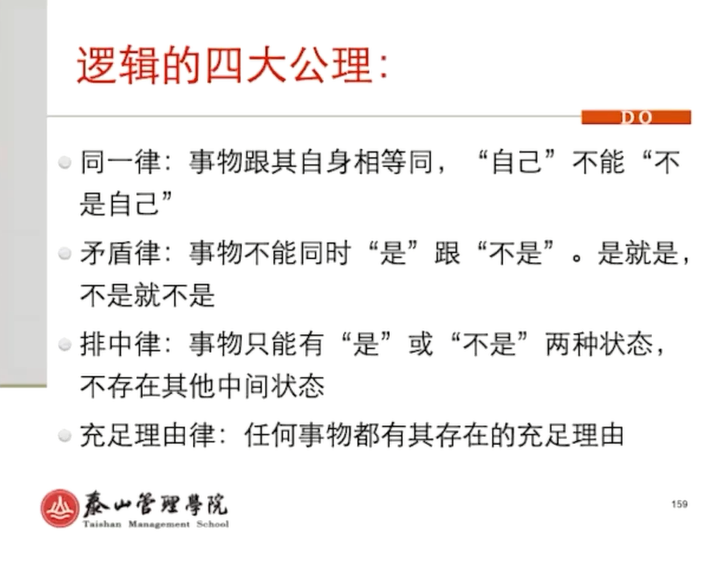 逻辑的四大公理：
DO
同一律：事物跟其自身相等同，“自己”不能“不
是自己”
矛盾律：事物不能同时“是”跟“不是”。是就是，
不是就不是
排中律：事物只能有“是”或“不是”两种状态，
不存在其他中间状态
充足理由律：任何事物都有其存在的充足理由
泰山管理學院
Taishan Management School
159